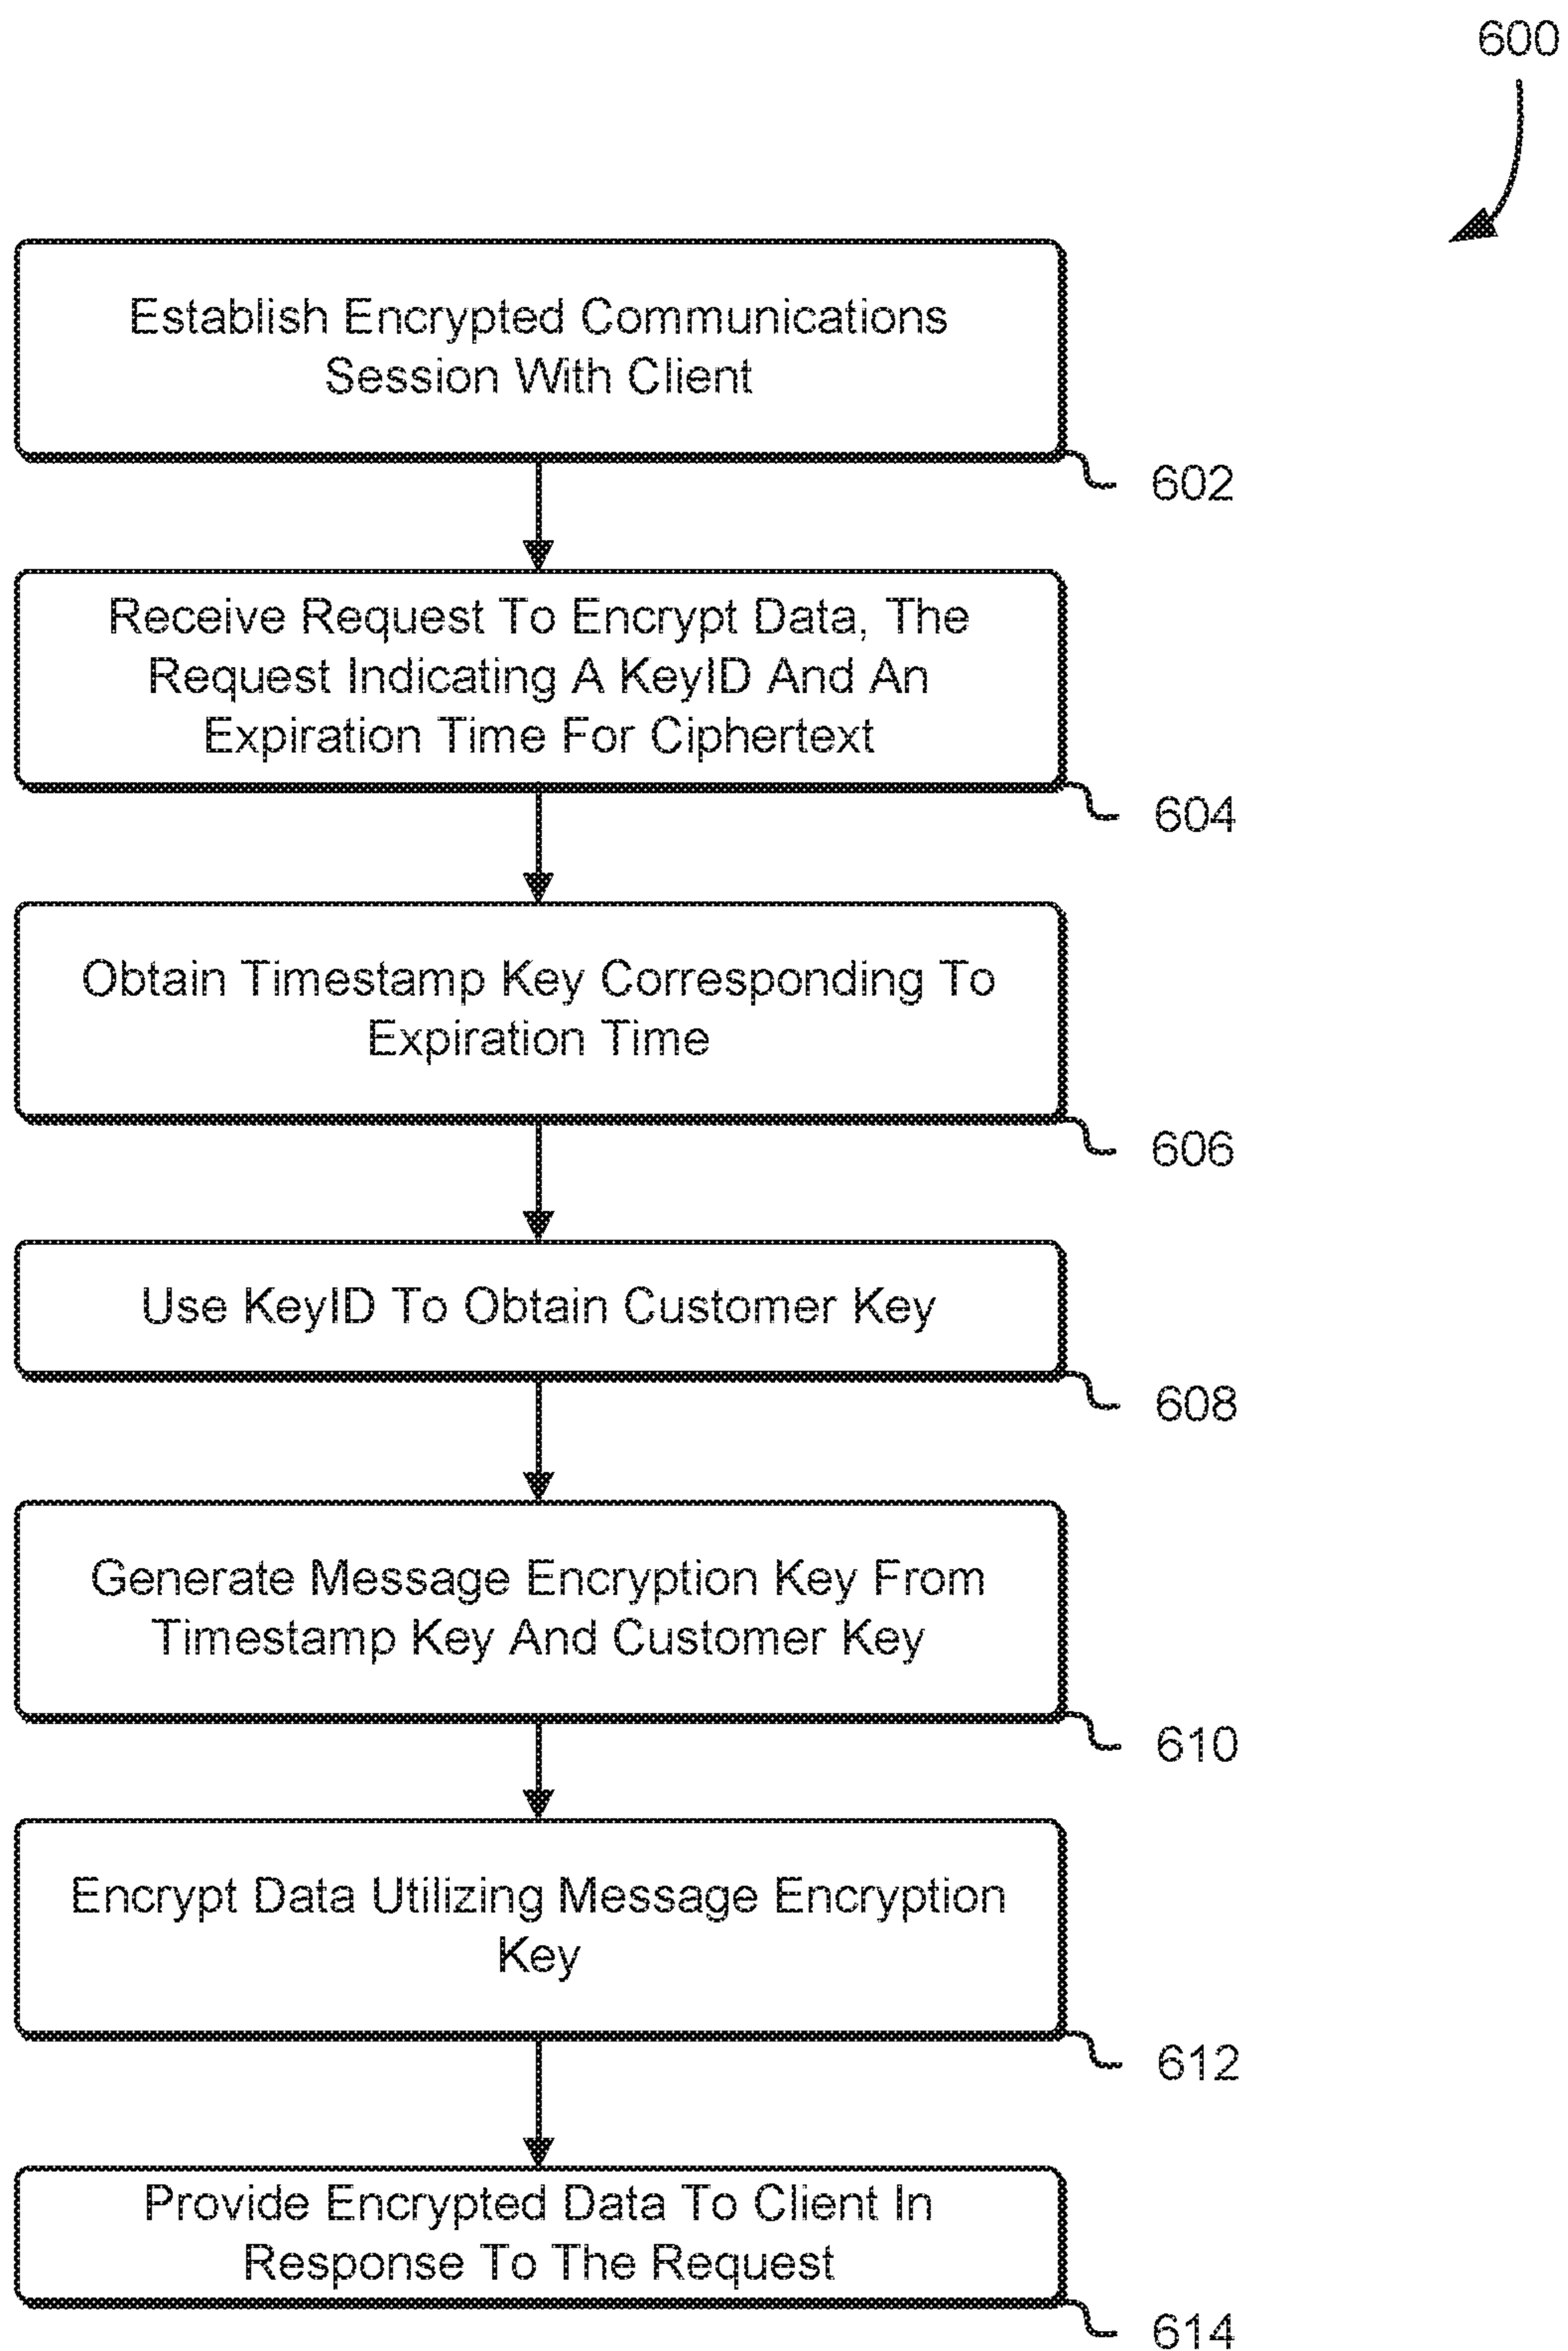 600
Establish Encrypted Communications
Session With Client
602
Receive Request To Encrypt Data, The
Request Indicating A KeyID And An
Expiration Time For Ciphertext
604
Obtain Timestamp Key Corresponding To
Expiration Time
606
Use KeyID To Obtain Customer Key
608
Generate Message Encryption Key From
Timestamp Key And Customer Key
610
Encrypt Data Utilizing Message Encryption
Key
612
Provide Encrypted Data To Client In
Response To The Request
614